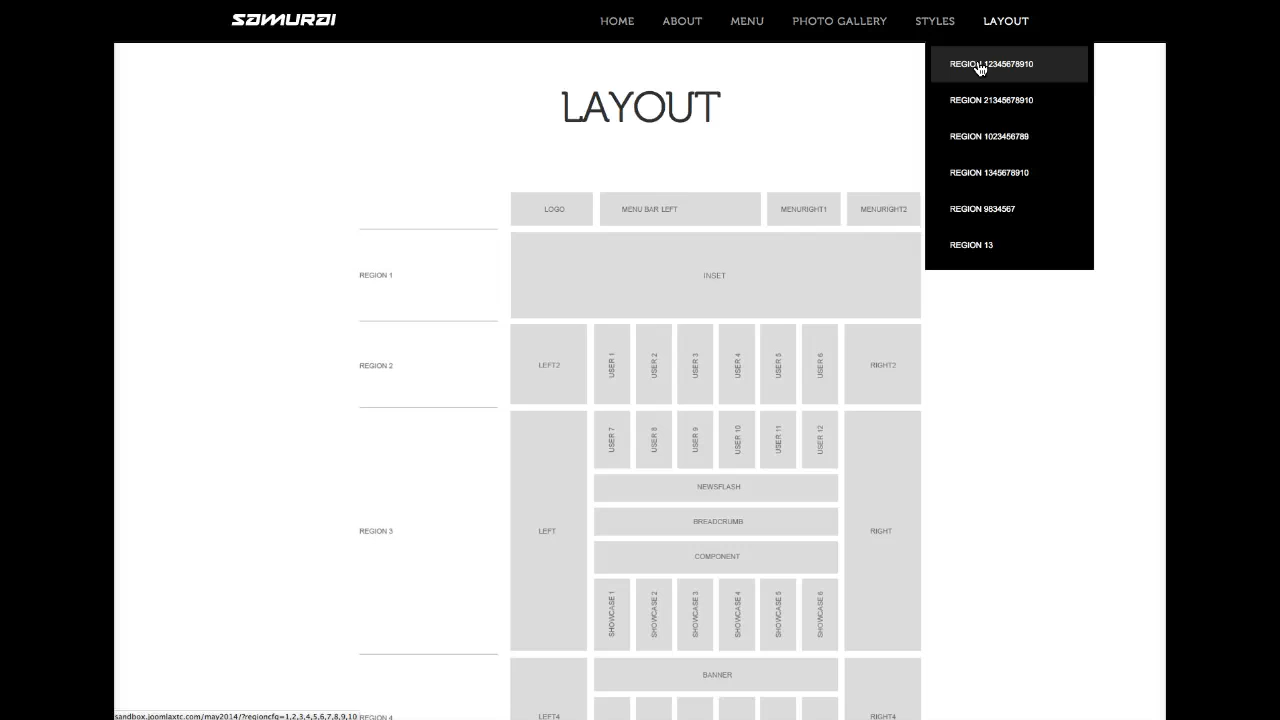 SAMURAI
HOME ABOUT MENU PHOTO GALLERY STYLES LAYOUT
REGION 12345678910
REGION 21345678910
REGION 1023456789
REGION 1345678910
REGION 9834567
REGION 13
LAYOUT
LOGO MENU BAR LEFT MENURIGHT1 MENURIGHT2
REGION 1 INSET
REGION 2 LEFT2 USER 1 USER 2 USER 3 USER 4 USER 5 USER 6 RIGHT2
USER 7 USER 8 USER 9 USER 10 USER 11 USER 12
NEWSFLASH
BREADCRUMB
REGION 3 LEFT RIGHT
COMPONENT
SHOWCASE 1 SHOWCASE 2 SHOWCASE 3 SHOWCASE 4 SHOWCASE 5 SHOWCASE 6
BANNER
REGION 4 LEFT4 RIGHT4
sandbox.joomlaxtc.com/may2014/?regioncfg=1,2,3,4,5,6,7,8,9,10